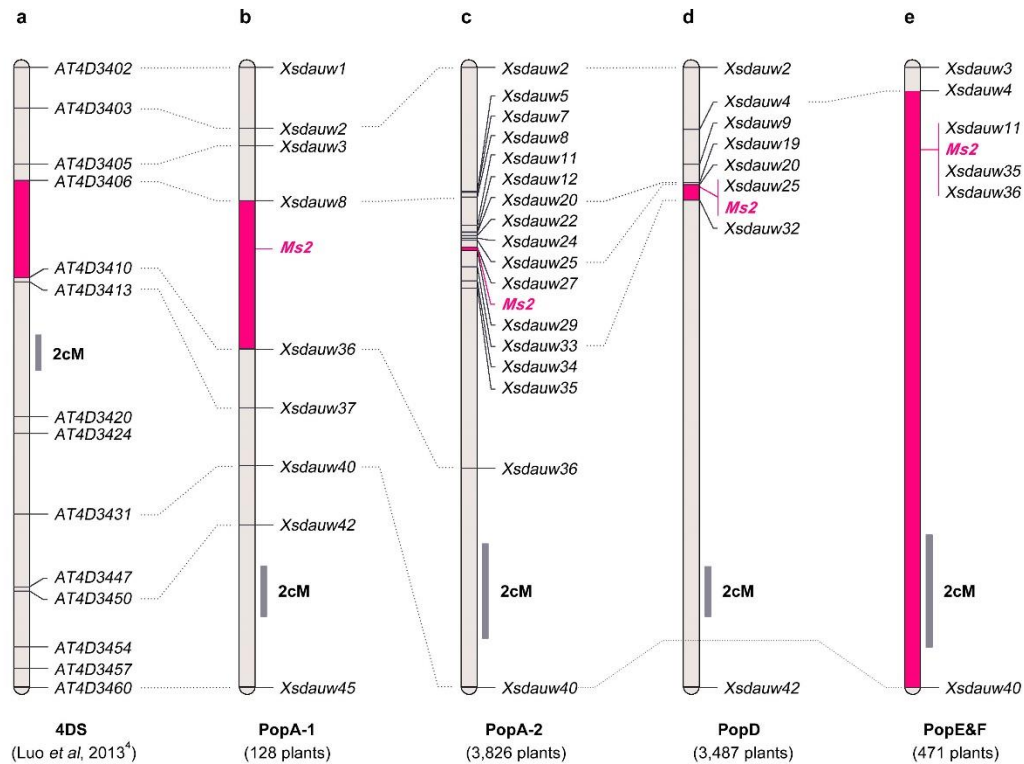 a
AT4D3402
AT4D3403
AT4D3405
AT4D3406
AT4D3410
AT4D3413
2cM
AT4D3420
AT4D3424
AT4D3431
AT4D3447
AT4D3450
AT4D3454
AT4D3457
AT4D3460
4DS
(Luo et al, 2013⁴)
b
Xsdauw1
Xsdauw2
Xsdauw3
Xsdauw8
Ms2
Xsdauw36
Xsdauw37
Xsdauw40
Xsdauw42
2cM
Xsdauw45
PopA-1
(128 plants)
c
Xsdauw2
Xsdauw5
Xsdauw7
Xsdauw8
Xsdauw11
Xsdauw12
Xsdauw20
Xsdauw22
Xsdauw24
Xsdauw25
Xsdauw27
Ms2
Xsdauw29
Xsdauw33
Xsdauw34
Xsdauw35
Xsdauw36
2cM
Xsdauw40
PopA-2
(3,826 plants)
d
Xsdauw2
Xsdauw4
Xsdauw9
Xsdauw19
Xsdauw20
Xsdauw25
Ms2
Xsdauw32
2cM
Xsdauw42
PopD
(3,487 plants)
e
Xsdauw3
Xsdauw4
Xsdauw11
Ms2
Xsdauw35
Xsdauw36
2cM
Xsdauw40
PopE&F
(471 plants)